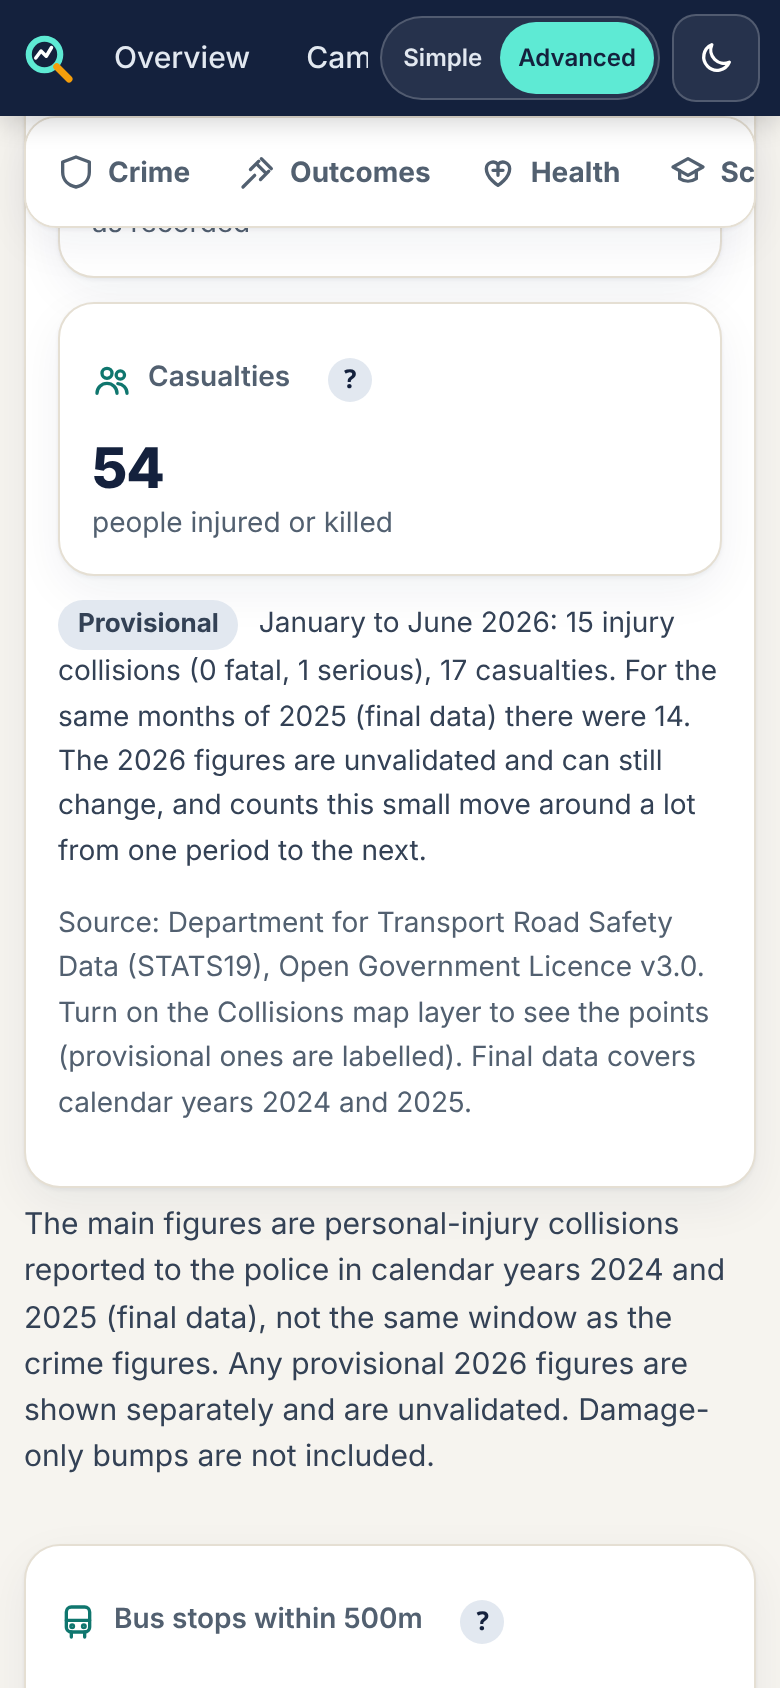 Overview
Cam
Simple
Advanced
Crime
Outcomes
Health
Sc
as recorded
Casualties
?
54
people injured or killed
Provisional January to June 2026: 15 injury
collisions (0 fatal, 1 serious), 17 casualties. For the
same months of 2025 (final data) there were 14.
The 2026 figures are unvalidated and can still
change, and counts this small move around a lot
from one period to the next.
Source: Department for Transport Road Safety
Data (STATS19), Open Government Licence v3.0.
Turn on the Collisions map layer to see the points
(provisional ones are labelled). Final data covers
calendar years 2024 and 2025.
The main figures are personal-injury collisions
reported to the police in calendar years 2024 and
2025 (final data), not the same window as the
crime figures. Any provisional 2026 figures are
shown separately and are unvalidated. Damage-
only bumps are not included.
Bus stops within 500m
?